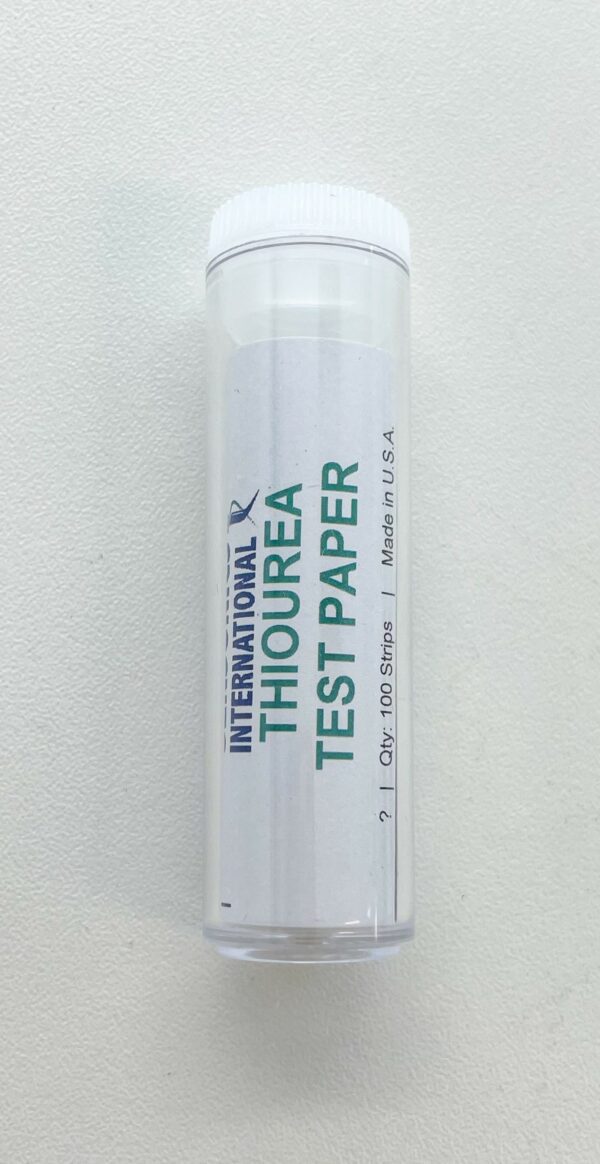 INTERNATIONAL
THIOUREA
TEST PAPER
? | Qty: 100 Strips | Made in U.S.A.